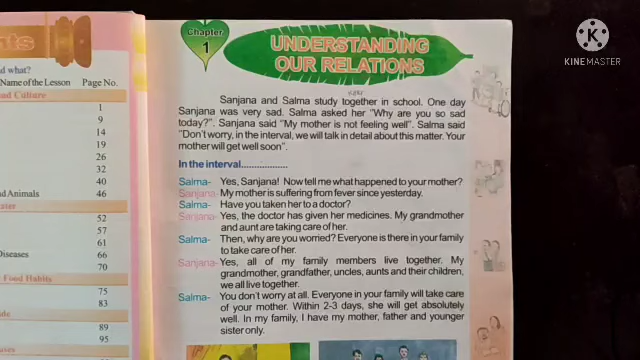 nts
d what?
Name of the Lesson Page No.
ad Culture
1
9
14
19
26
32
40
nd Animals 46
ater
52
57
61
Diseases 66
70
Food Habits
75
83
89
95
Chapter
1
UNDERSTANDING
OUR RELATIONS
Sanjana and Salma study together in school. One day
Sanjana was very sad. Salma asked her "Why are you so sad
today?". Sanjana said "My mother is not feeling well". Salma said
"Don't worry, in the interval, we will talk in detail about this matter. Your
mother will get well soon".
In the interval..................
Salma- Yes, Sanjana! Now tell me what happened to your mother?
Sanjana- My mother is suffering from fever since yesterday.
Salma- Have you taken her to a doctor?
Sanjana- Yes, the doctor has given her medicines. My grandmother
and aunt are taking care of her.
Salma- Then, why are you worried? Everyone is there in your family
to take care of her.
Sanjana- Yes, all of my family members live together. My
grandmother, grandfather, uncles, aunts and their children,
we all live together.
Salma- You don't worry at all. Everyone in your family will take care
of your mother. Within 2-3 days, she will get absolutely
well. In my family, I have my mother, father and younger
sister only.
K
KINEMASTER